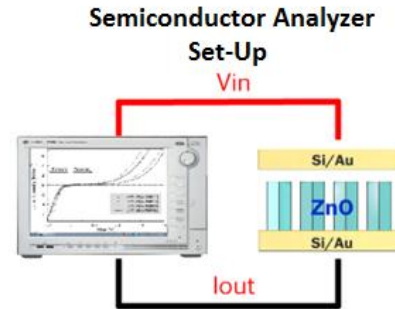 Semiconductor Analyzer
Set-Up
Vin
Si/Au
ZnO
Si/Au
Iout